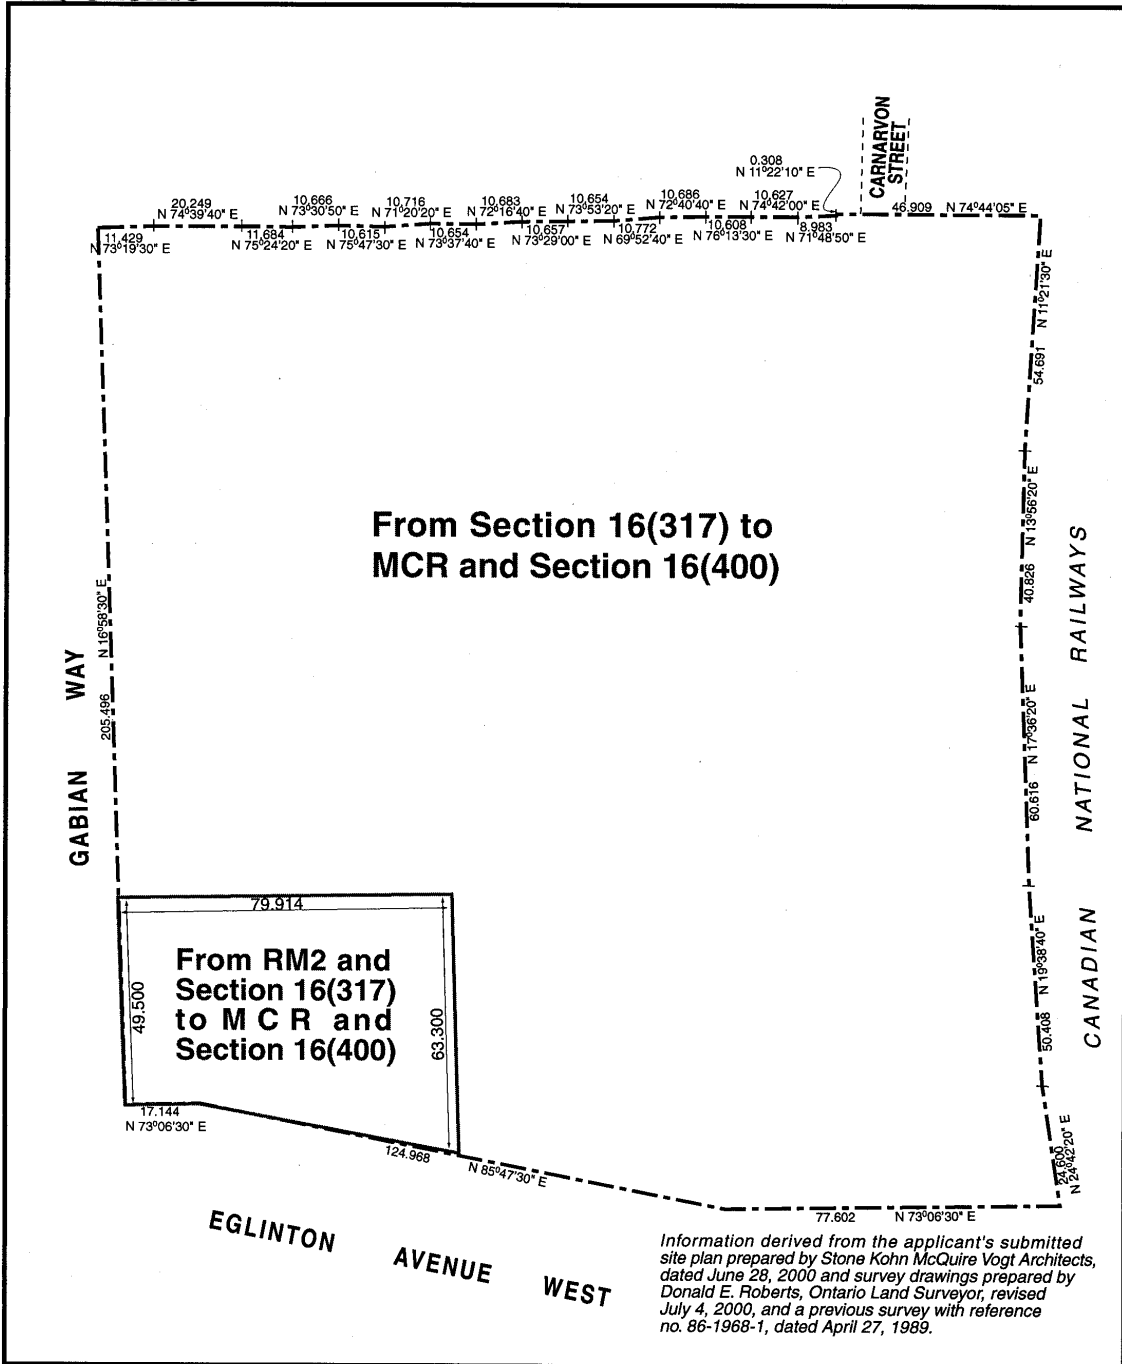 CARNARVON
STREET
0.308
N 11°22'10" E
20.249
N 74°39'40" E
10.666
N 73°30'50" E
10.716
N 71°20'20" E
10.683
N 72°16'40" E
10.654
N 73°53'20" E
10.686
N 72°40'40" E
10.627
N 74°42'00" E
46.909 N 74°44'05" E
11.429
N 73°19'30" E
11.684
N 75°24'20" E
10.615
N 75°47'30" E
10.654
N 73°37'40" E
10.657
N 73°29'00" E
10.772
N 69°52'40" E
10.608
N 76°13'30" E
8.983
N 71°48'50" E
54.691 N 11°21'30" E
40.826 N 13°56'20" E
60.616 N 17°36'20" E
50.408 N 19°38'40" E
24.600
N 24°42'20" E
CANADIAN NATIONAL RAILWAYS
From Section 16(317) to
MCR and Section 16(400)
205.496 N 16°58'30" E
GABIAN WAY
79.914
49.500
63.300
From RM2 and
Section 16(317)
to M C R and
Section 16(400)
17.144
N 73°06'30" E
124.968 N 85°47'30" E
77.602 N 73°06'30" E
EGLINTON AVENUE WEST
Information derived from the applicant's submitted
site plan prepared by Stone Kohn McQuire Vogt Architects,
dated June 28, 2000 and survey drawings prepared by
Donald E. Roberts, Ontario Land Surveyor, revised
July 4, 2000, and a previous survey with reference
no. 86-1968-1, dated April 27, 1989.